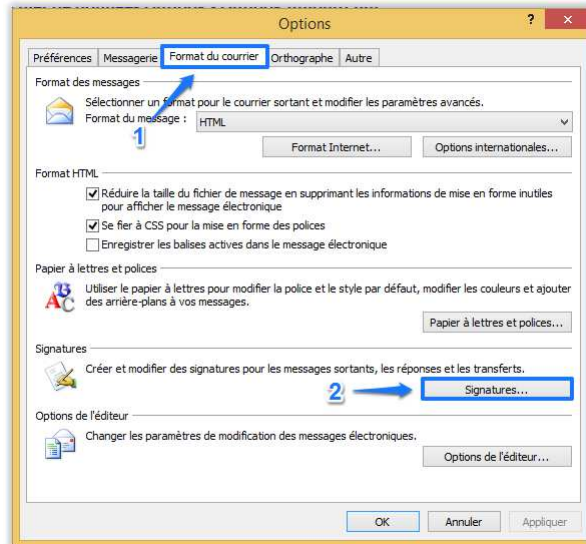 Options
?
×
Préférences Messagerie Format du courrier Orthographe Autre
Format des messages
Sélectionner un format pour le courrier sortant et modifier les paramètres avancés.
Format du message : HTML
1
Format Internet... Options internationales...
Format HTML
Réduire la taille du fichier de message en supprimant les informations de mise en forme inutiles
pour afficher le message électronique
Se fier à CSS pour la mise en forme des polices
Enregistrer les balises actives dans le message électronique
Papier à lettres et polices
Utiliser le papier à lettres pour modifier la police et le style par défaut, modifier les couleurs et ajouter
des arrière-plans à vos messages.
Papier à lettres et polices...
Signatures
Créer et modifier des signatures pour les messages sortants, les réponses et les transferts.
2 Signatures...
Options de l'éditeur
Changer les paramètres de modification des messages électroniques.
Options de l'éditeur...
OK Annuler Appliquer